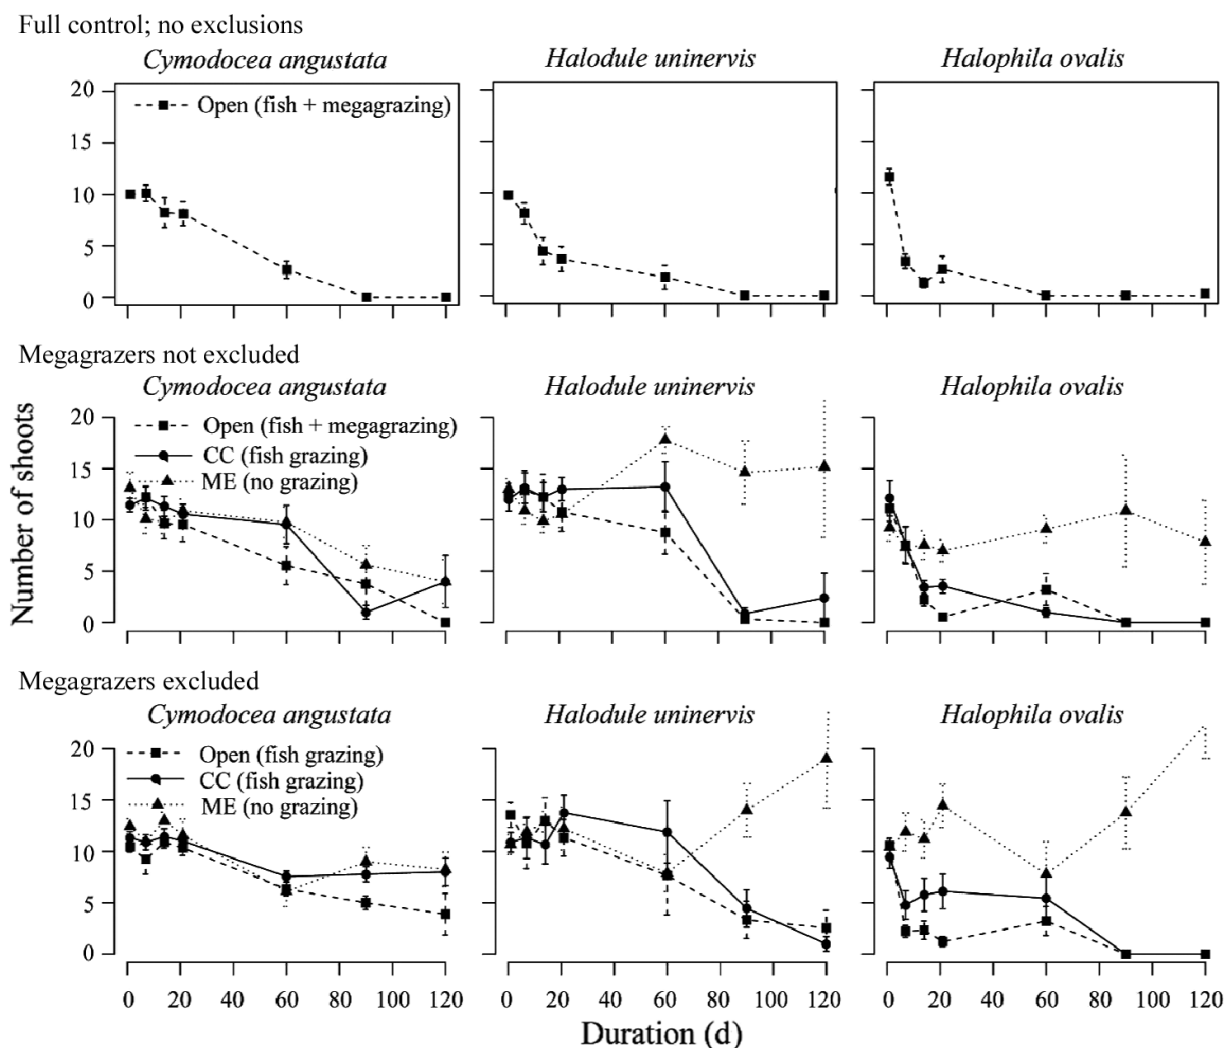 Full control; no exclusions
Cymodocea angustata
Halodule uninervis
Halophila ovalis
20
15
10
5
0
Open (fish + megagrazing)
Megagrazers not excluded
Cymodocea angustata
Halodule uninervis
Halophila ovalis
Number of shoots
20
15
10
5
0
Open (fish + megagrazing)
CC (fish grazing)
ME (no grazing)
Megagrazers excluded
Cymodocea angustata
Halodule uninervis
Halophila ovalis
20
15
10
5
0
Open (fish grazing)
CC (fish grazing)
ME (no grazing)
0 20 40 60 80 100 120
0 20 40 60 80 100 120
0 20 40 60 80 100 120
Duration (d)